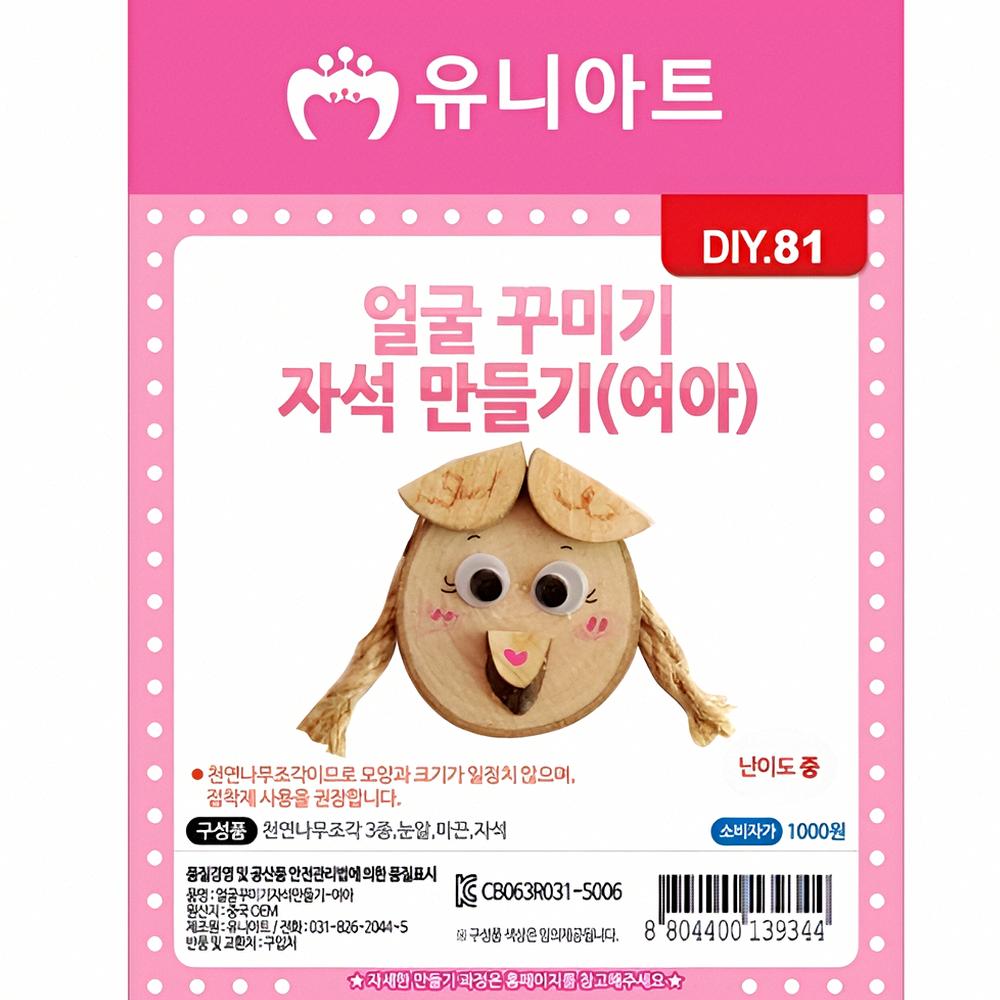 유니아트
DIY.81
얼굴 꾸미기
자석 만들기(여아)
난이도 중
● 천연나무조각이므로 모양과 크기가 일정치 않으며,
접착제 사용을 권장합니다.
구성품 천연나무조각 3종, 눈알, 마끈, 자석
소비자가 1000원
품질경영 및 공산품 안전관리법에 의한 품질표시
품명 : 얼굴꾸미기자석만들기-여아
원산지 : 중국 OEM
제조원 : 유니아트 / 전화 : 031-826-2044~5
반품 및 교환처 : 구입처
CB063R031-5006
※ 구성품 색상은 임의제공됩니다.
8 804400 139344
★ 자세한 만들기 과정은 홈페이지를 참고해주세요 ★